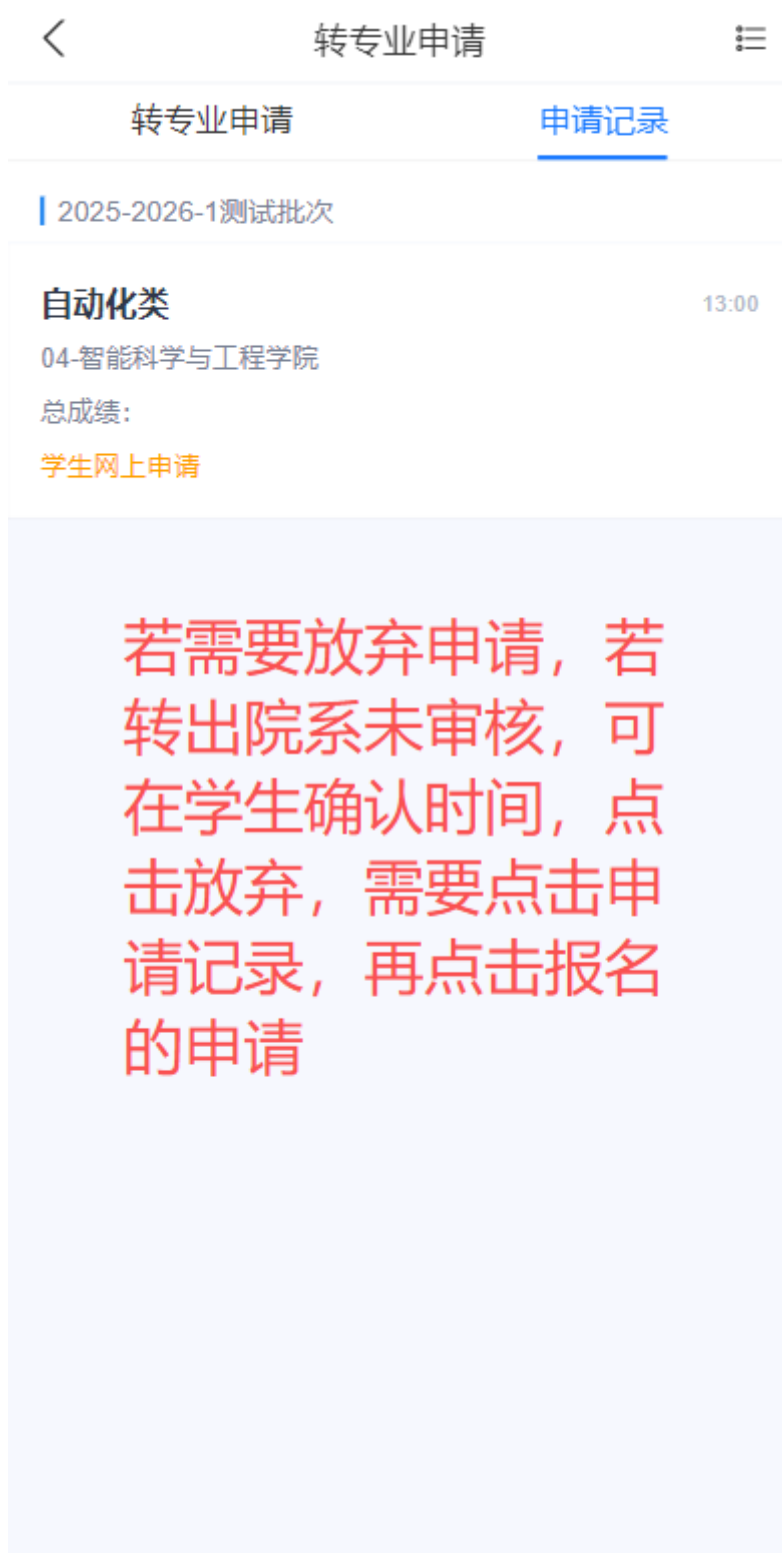 转专业申请
转专业申请
申请记录
2025-2026-1测试批次
自动化类
13:00
04-智能科学与工程学院
总成绩:
学生网上申请
若需要放弃申请，若
转出院系未审核，可
在学生确认时间，点
击放弃，需要点击申
请记录，再点击报名
的申请